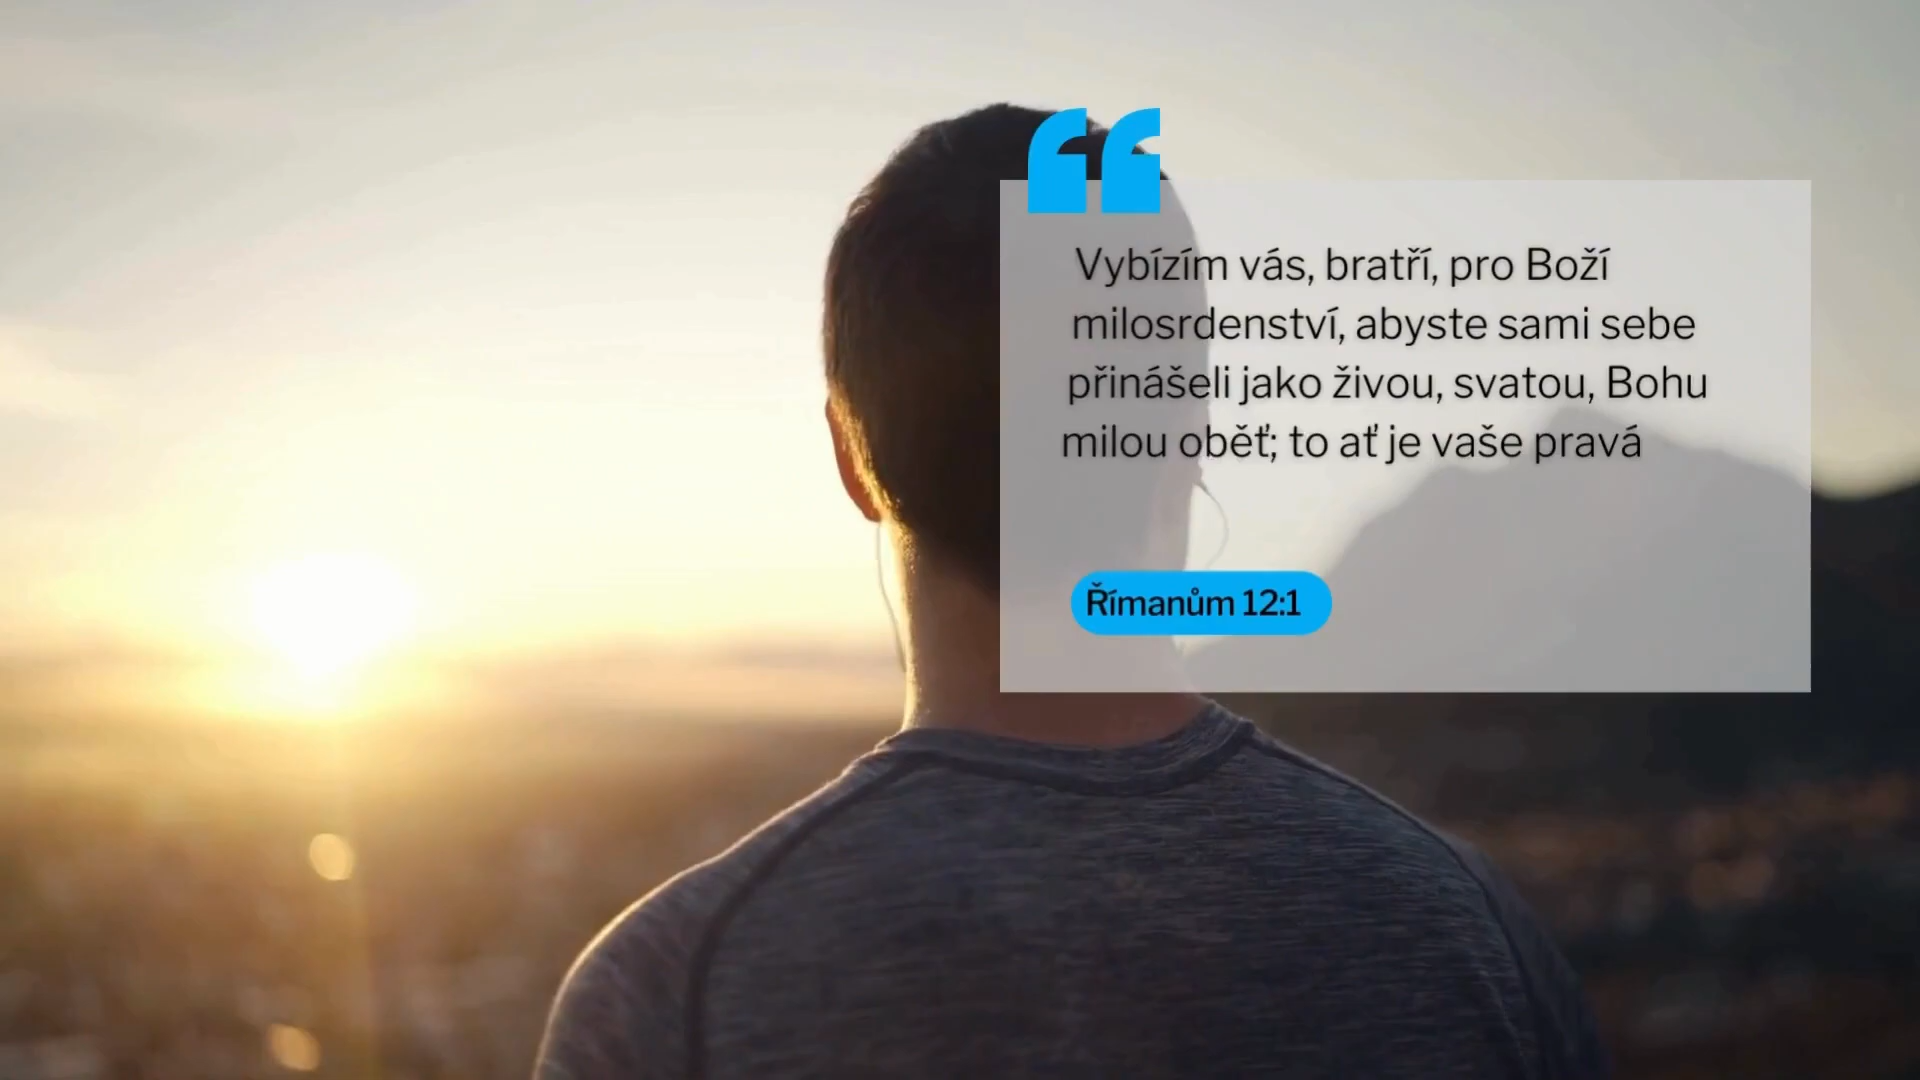 Vybízím vás, bratří, pro Boží
milosrdenství, abyste sami sebe
přinášeli jako živou, svatou, Bohu
milou oběť; to ať je vaše pravá
Římanům 12:1